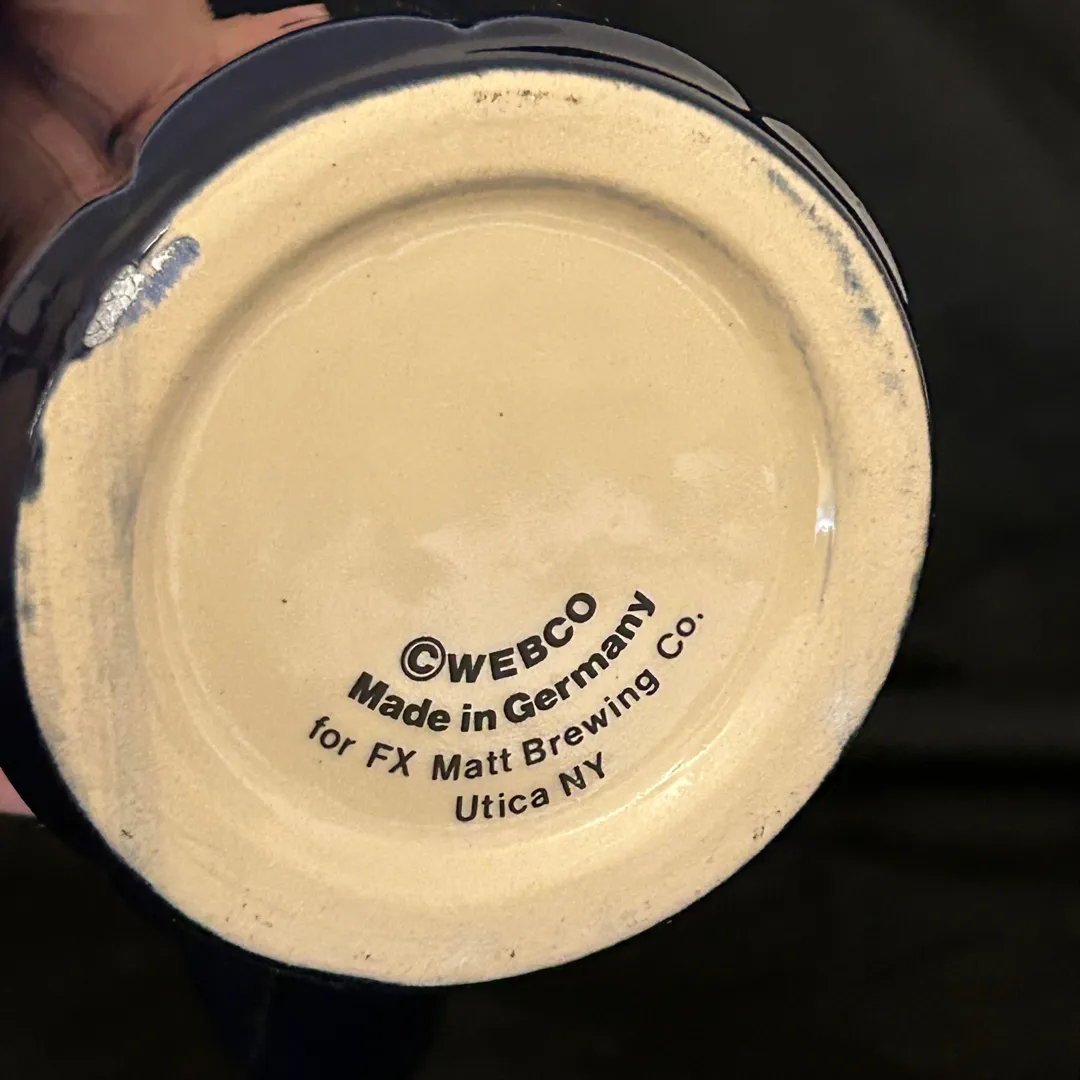 ©WEBCO
Made in Germany
for FX Matt Brewing Co.
Utica NY